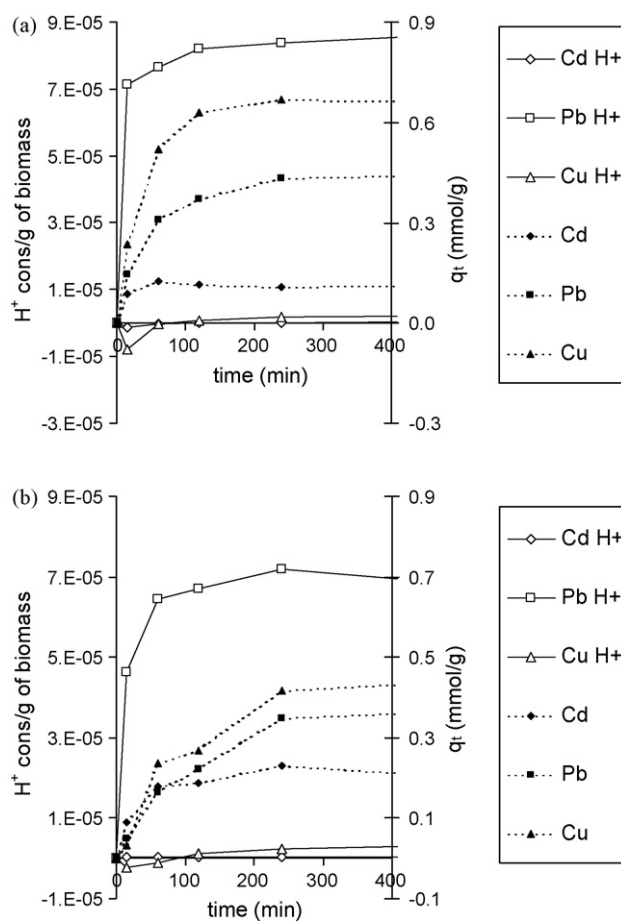 (a)
9.E-05
7.E-05
5.E-05
3.E-05
1.E-05
-1.E-05
-3.E-05
H+ cons/g of biomass
0 100 200 300 400
time (min)
0.9
0.6
0.3
0.0
-0.3
qt (mmol/g)
Cd H+
Pb H+
Cu H+
Cd
Pb
Cu
(b)
9.E-05
7.E-05
5.E-05
3.E-05
1.E-05
-1.E-05
H+ cons/g of biomass
0 100 200 300 400
time (min)
0.9
0.7
0.5
0.3
0.1
-0.1
qt (mmol/g)
Cd H+
Pb H+
Cu H+
Cd
Pb
Cu